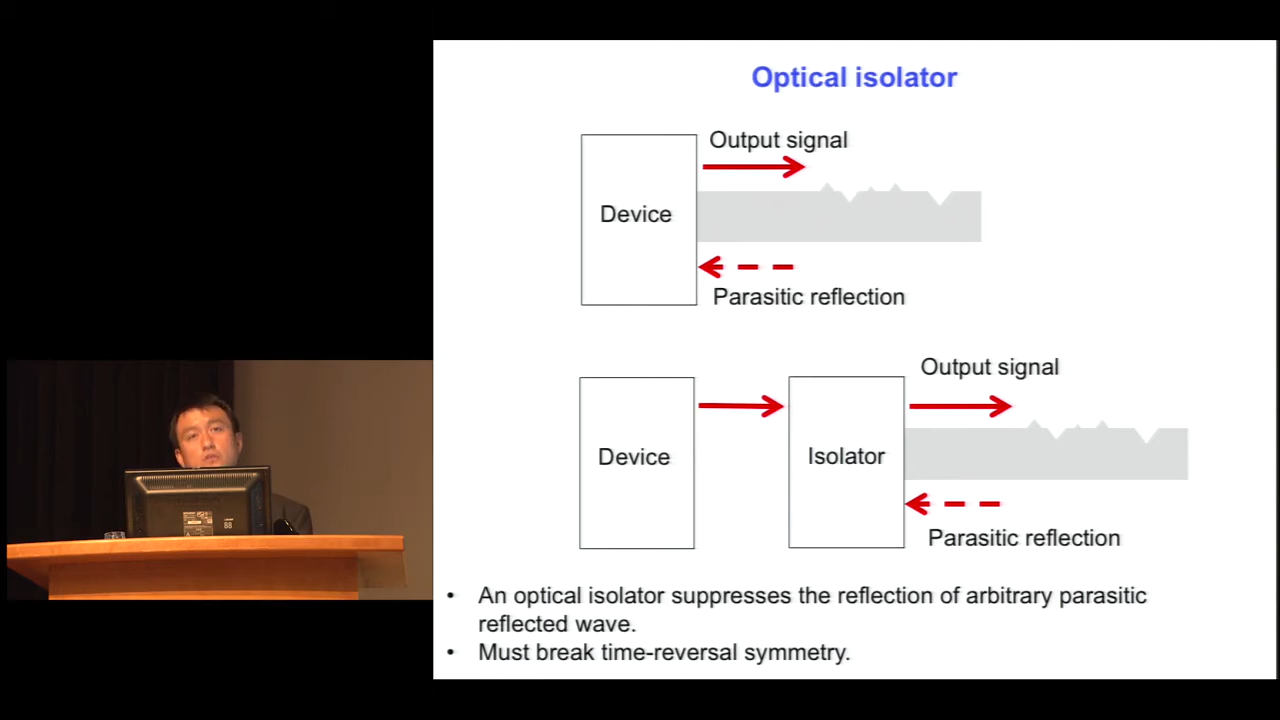 Optical isolator
Output signal
Device
Parasitic reflection
Output signal
Device
Isolator
Parasitic reflection
• An optical isolator suppresses the reflection of arbitrary parasitic
reflected wave.
• Must break time-reversal symmetry.
88